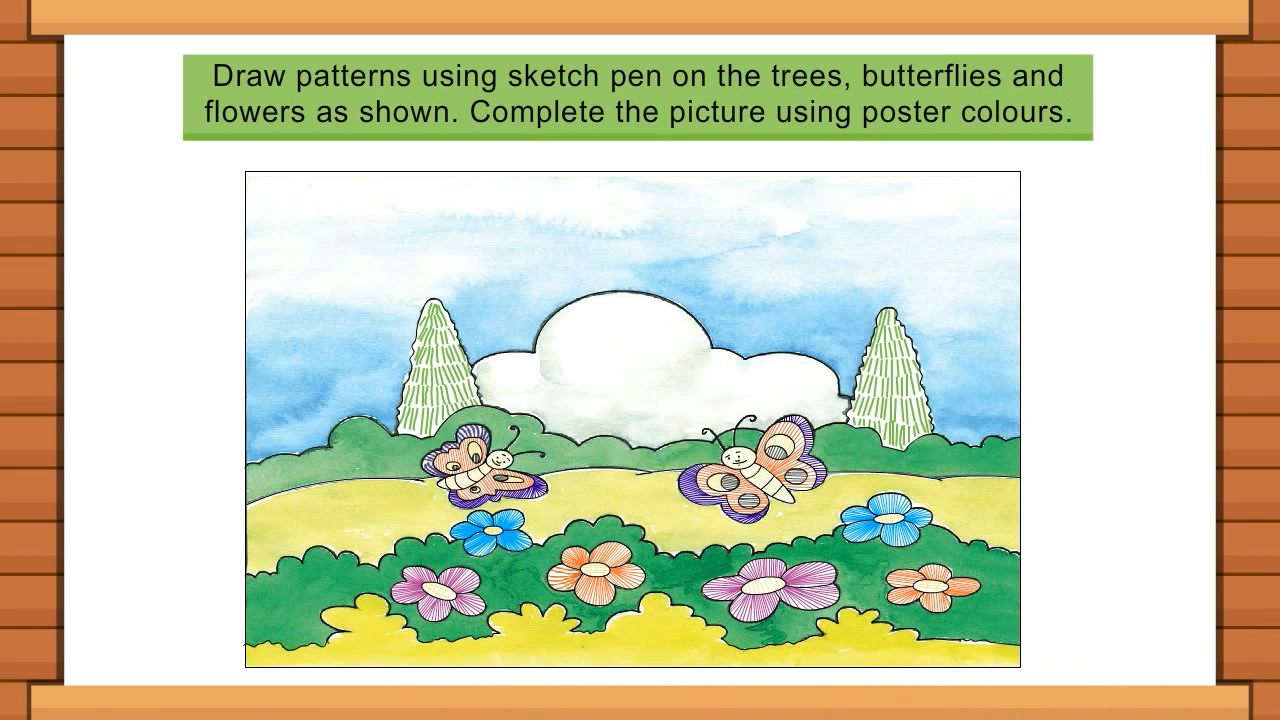 Draw patterns using sketch pen on the trees, butterflies and
flowers as shown. Complete the picture using poster colours.